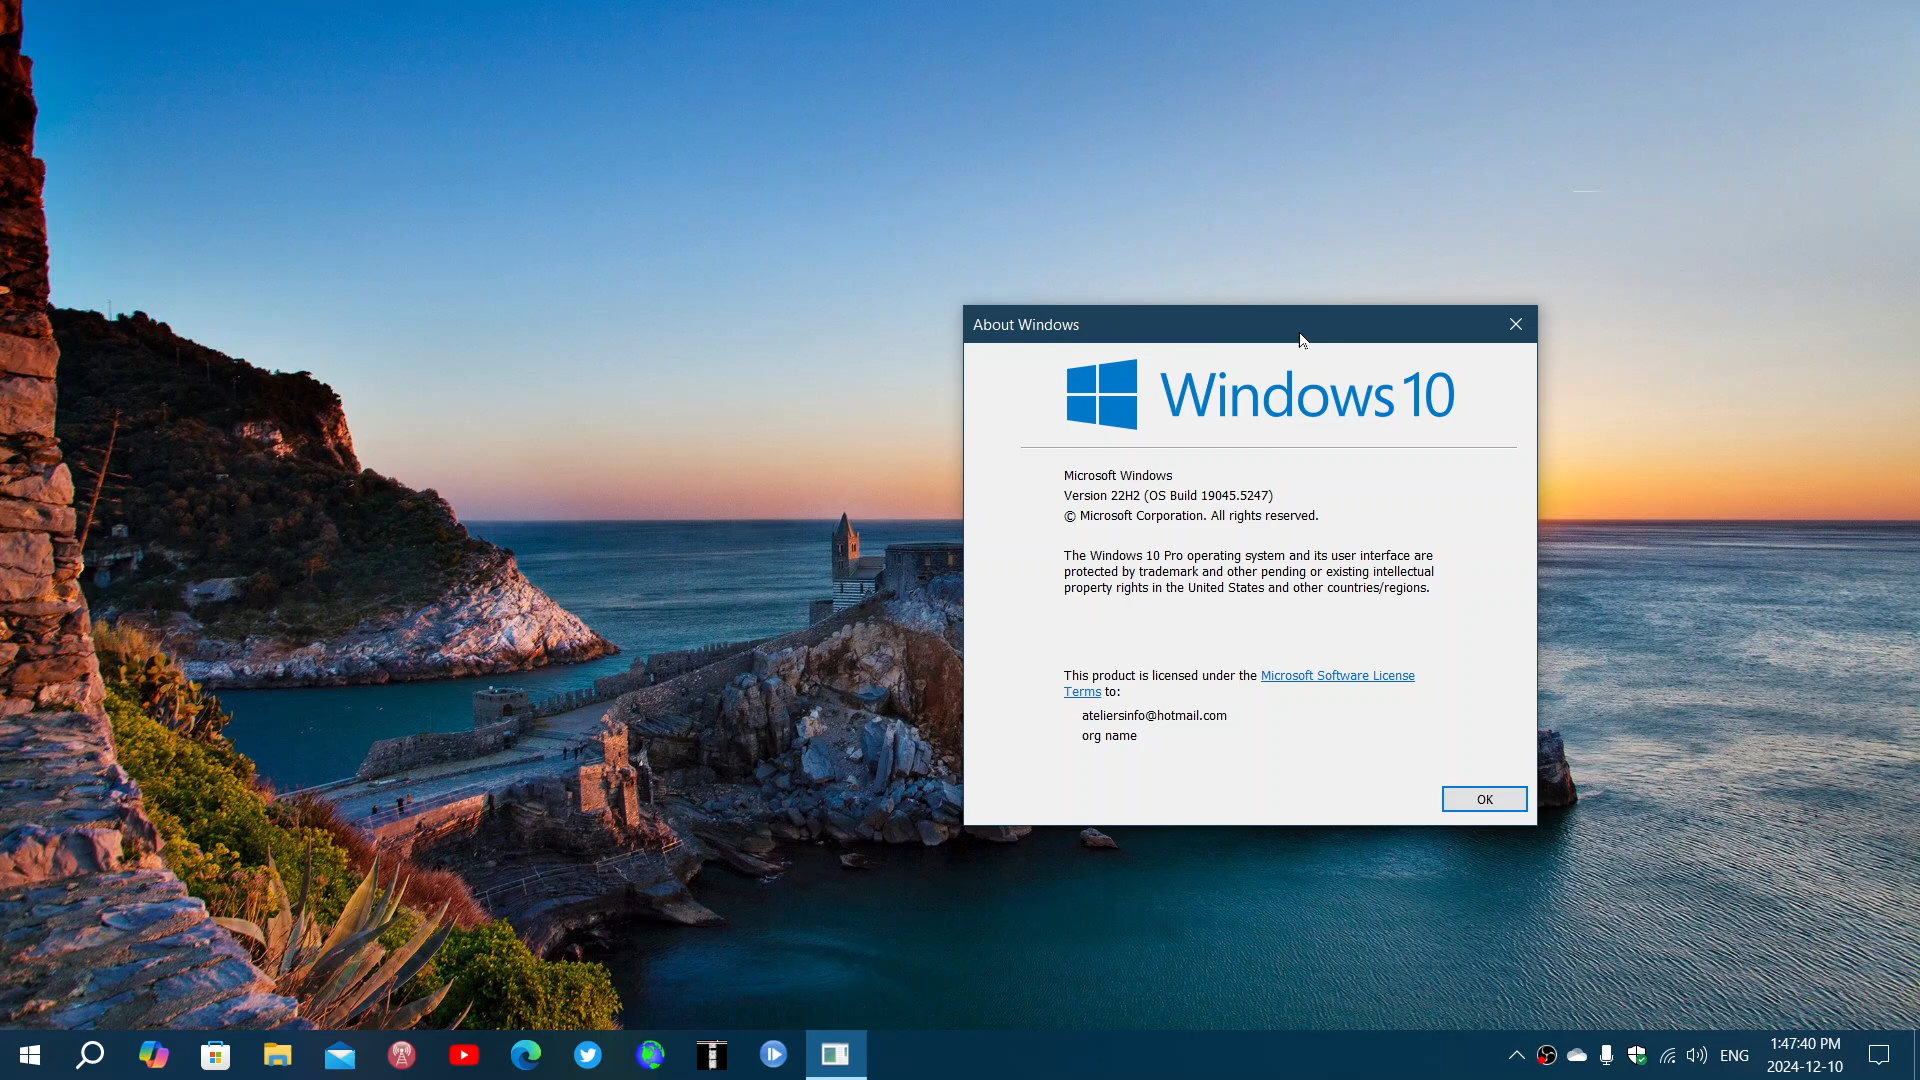 About Windows
Windows 10
Microsoft Windows
Version 22H2 (OS Build 19045.5247)
© Microsoft Corporation. All rights reserved.
The Windows 10 Pro operating system and its user interface are
protected by trademark and other pending or existing intellectual
property rights in the United States and other countries/regions.
This product is licensed under the Microsoft Software License
Terms to:
ateliersinfo@hotmail.com
org name
OK
ENG
1:47:40 PM
2024-12-10